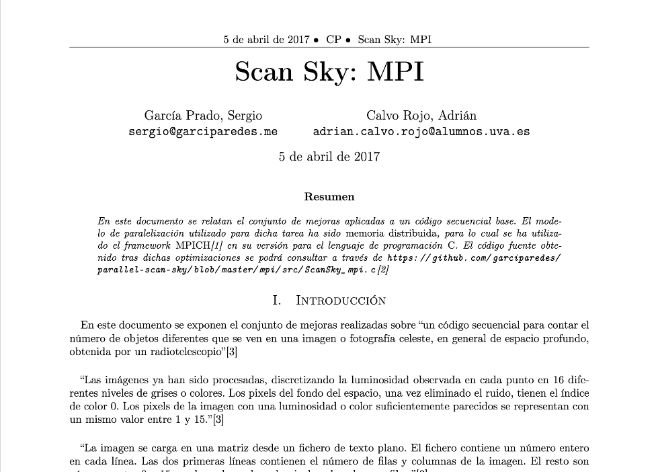 5 de abril de 2017 • CP • Scan Sky: MPI
Scan Sky: MPI
García Prado, Sergio
sergio@garciparedes.me
Calvo Rojo, Adrián
adrian.calvo.rojo@alumnos.uva.es
5 de abril de 2017
Resumen
En este documento se relatan el conjunto de mejoras aplicadas a un código secuencial base. El mode-
lo de paralelización utilizado para dicha tarea ha sido memoria distribuida, para lo cual se ha utiliza-
do el framework MPICH[1] en su versión para el lenguaje de programación C. El código fuente obte-
nido tras dichas optimizaciones se podrá consultar a través de https://github.com/garciparedes/
parallel-scan-sky/blob/master/mpi/src/ScanSky_mpi.c[2]
I. Introducción
En este documento se exponen el conjunto de mejoras realizadas sobre “un código secuencial para contar el
número de objetos diferentes que se ven en una imagen o fotografía celeste, en general de espacio profundo,
obtenida por un radiotelescopio”[3]
“Las imágenes ya han sido procesadas, discretizando la luminosidad observada en cada punto en 16 dife-
rentes niveles de grises o colores. Los pixels del fondo del espacio, una vez eliminado el ruido, tienen el índice
de color 0. Los pixels de la imagen con una luminosidad o color suficientemente parecidos se representan con
un mismo valor entre 1 y 15.”[3]
“La imagen se carga en una matriz desde un fichero de texto plano. El fichero contiene un número entero
en cada línea. Las dos primeras líneas contienen el número de filas y columnas de la imagen. El resto son